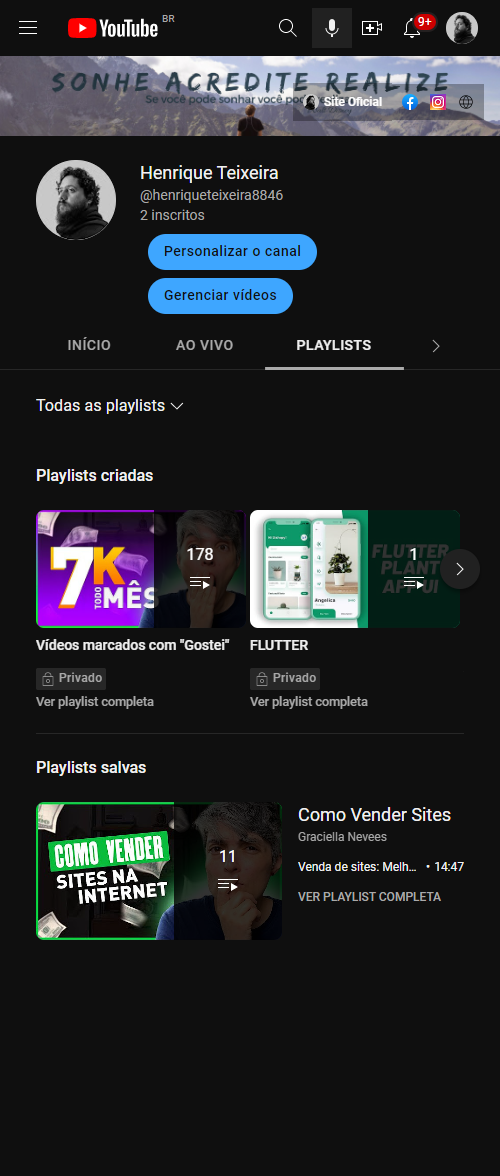 YouTube BR
9+
SONHE ACREDITE REALIZE
Se você pode sonhar você pod
Site Oficial
Henrique Teixeira
@henriqueteixeira8846
2 inscritos
Personalizar o canal
Gerenciar vídeos
INÍCIO AO VIVO PLAYLISTS
Todas as playlists
Playlists criadas
7K
TODO
MÊS
178
Mi Entropy!
Angelica
FLUTTER
PLANT
APP UI
1
Vídeos marcados com "Gostei"
Privado
Ver playlist completa
FLUTTER
Privado
Ver playlist completa
Playlists salvas
COMO VENDER
SITES NA
INTERNET
11
Como Vender Sites
Graciella Nevees
Venda de sites: Melh... • 14:47
VER PLAYLIST COMPLETA